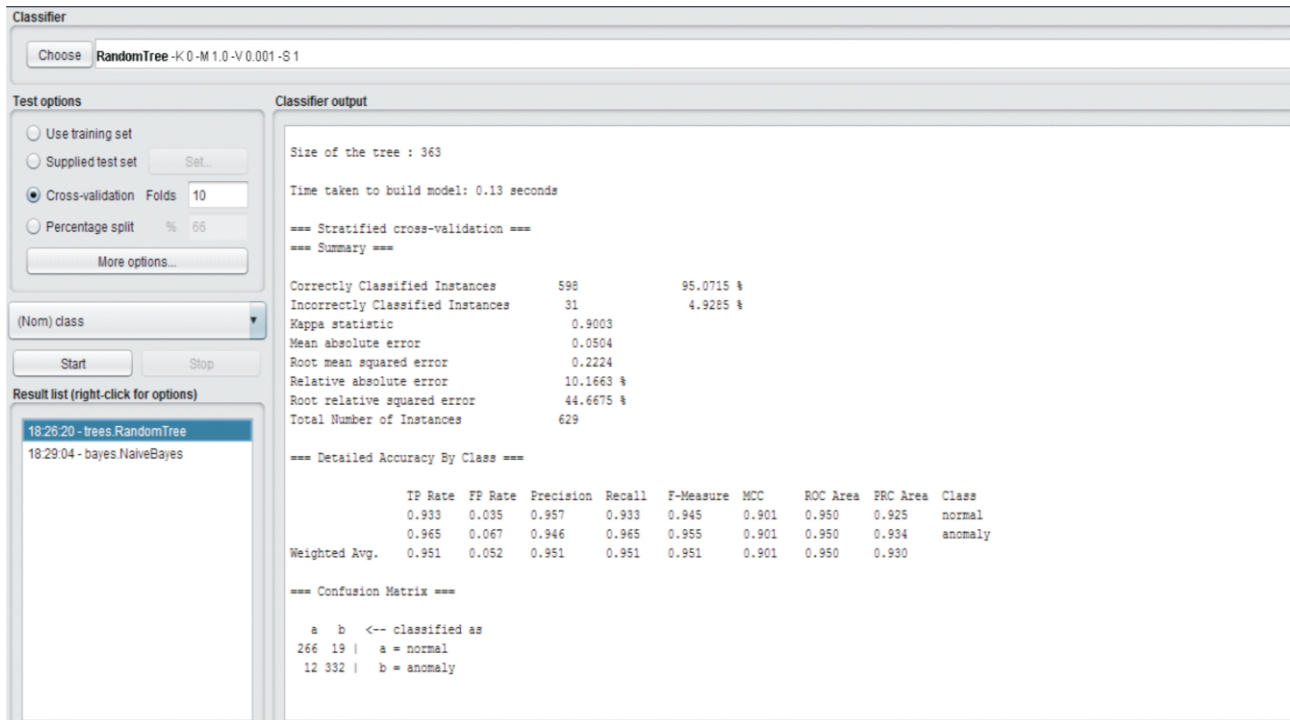 Classifier
Choose RandomTree -K 0 -M 1.0 -V 0.001 -S 1
Test options
Use training set
Supplied test set Set...
Cross-validation Folds 10
Percentage split % 66
More options...
(Nom) class
Start Stop
Result list (right-click for options)
18:26:20 - trees.RandomTree
18:29:04 - bayes.NaiveBayes
Classifier output
Size of the tree : 363
Time taken to build model: 0.13 seconds
=== Stratified cross-validation ===
=== Summary ===
Correctly Classified Instances 598 95.0715 %
Incorrectly Classified Instances 31 4.9285 %
Kappa statistic 0.9003
Mean absolute error 0.0504
Root mean squared error 0.2224
Relative absolute error 10.1663 %
Root relative squared error 44.6675 %
Total Number of Instances 629
=== Detailed Accuracy By Class ===
TP Rate FP Rate Precision Recall F-Measure MCC ROC Area PRC Area Class
0.933 0.035 0.957 0.933 0.945 0.901 0.950 0.925 normal
0.965 0.067 0.946 0.965 0.955 0.901 0.950 0.934 anomaly
Weighted Avg. 0.951 0.052 0.951 0.951 0.951 0.901 0.950 0.930
=== Confusion Matrix ===
a b <-- classified as
266 19 | a = normal
12 332 | b = anomaly